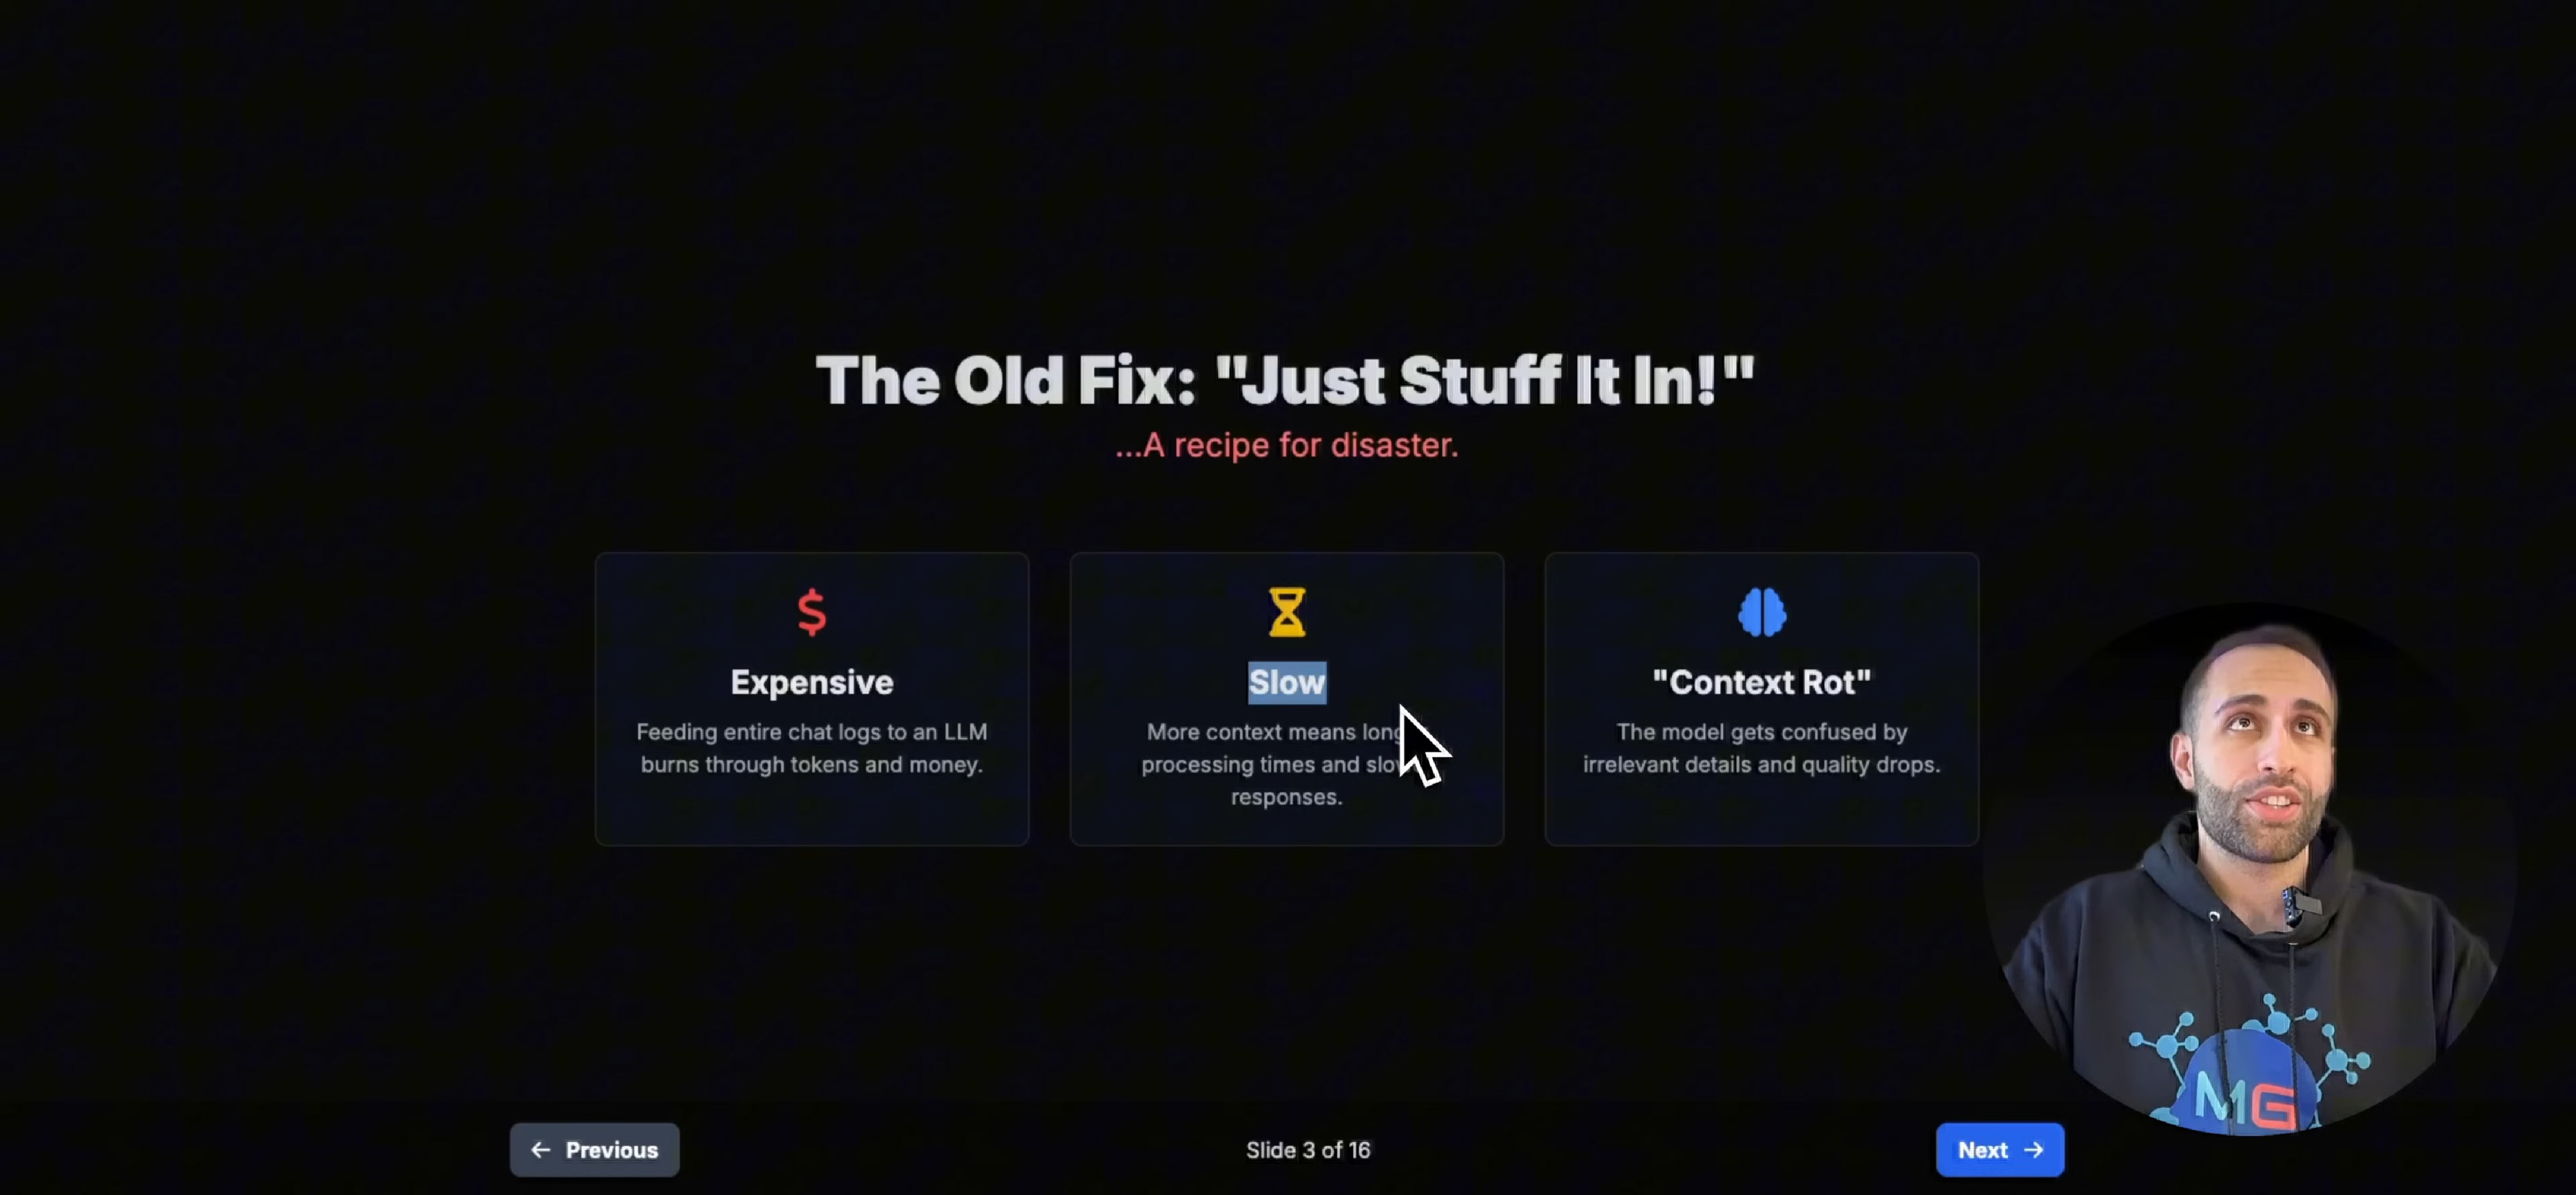 The Old Fix: "Just Stuff It In!"
...A recipe for disaster.
Expensive
Feeding entire chat logs to an LLM
burns through tokens and money.
Slow
More context means
processing times and
responses.
"Context Rot"
The model gets confused by
irrelevant details and quality drops.
MG
← Previous
Slide 3 of 16
Next →